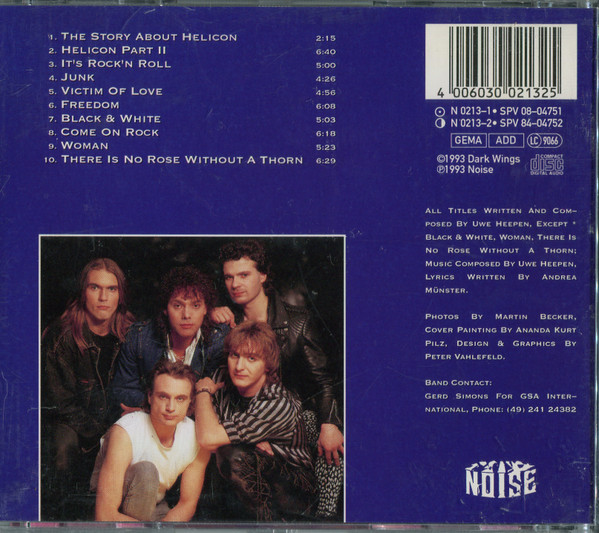 1. The Story About Helicon 2:15
2. Helicon Part II 6:40
3. It's Rock'n Roll 5:00
4. Junk 4:26
5. Victim Of Love 4:56
6. Freedom 6:08
7. Black & White 5:33
8. Come On Rock 6:18
9. Woman 5:23
10. There Is No Rose Without A Thorn 6:29
4 006030 021325
N 0213-1 • SPV 08-04751
N 0213-2 • SPV 84-04752
GEMA ADD LC 9066
©1993 Dark Wings
℗1993 Noise
COMPACT
disc
DIGITAL AUDIO
All Titles Written And Com-
posed By Uwe Heepen, Except *
Black & White, Woman, There Is
No Rose Without A Thorn;
Music Composed By Uwe Heepen,
Lyrics Written By Andrea
Münster.
Photos By Martin Becker,
Cover Painting By Ananda Kurt
Pilz, Design & Graphics By
Peter Vahlefeld.
Band Contact:
Gerd Simons For GSA Inter-
national, Phone: (49) 241 24382
NOISE